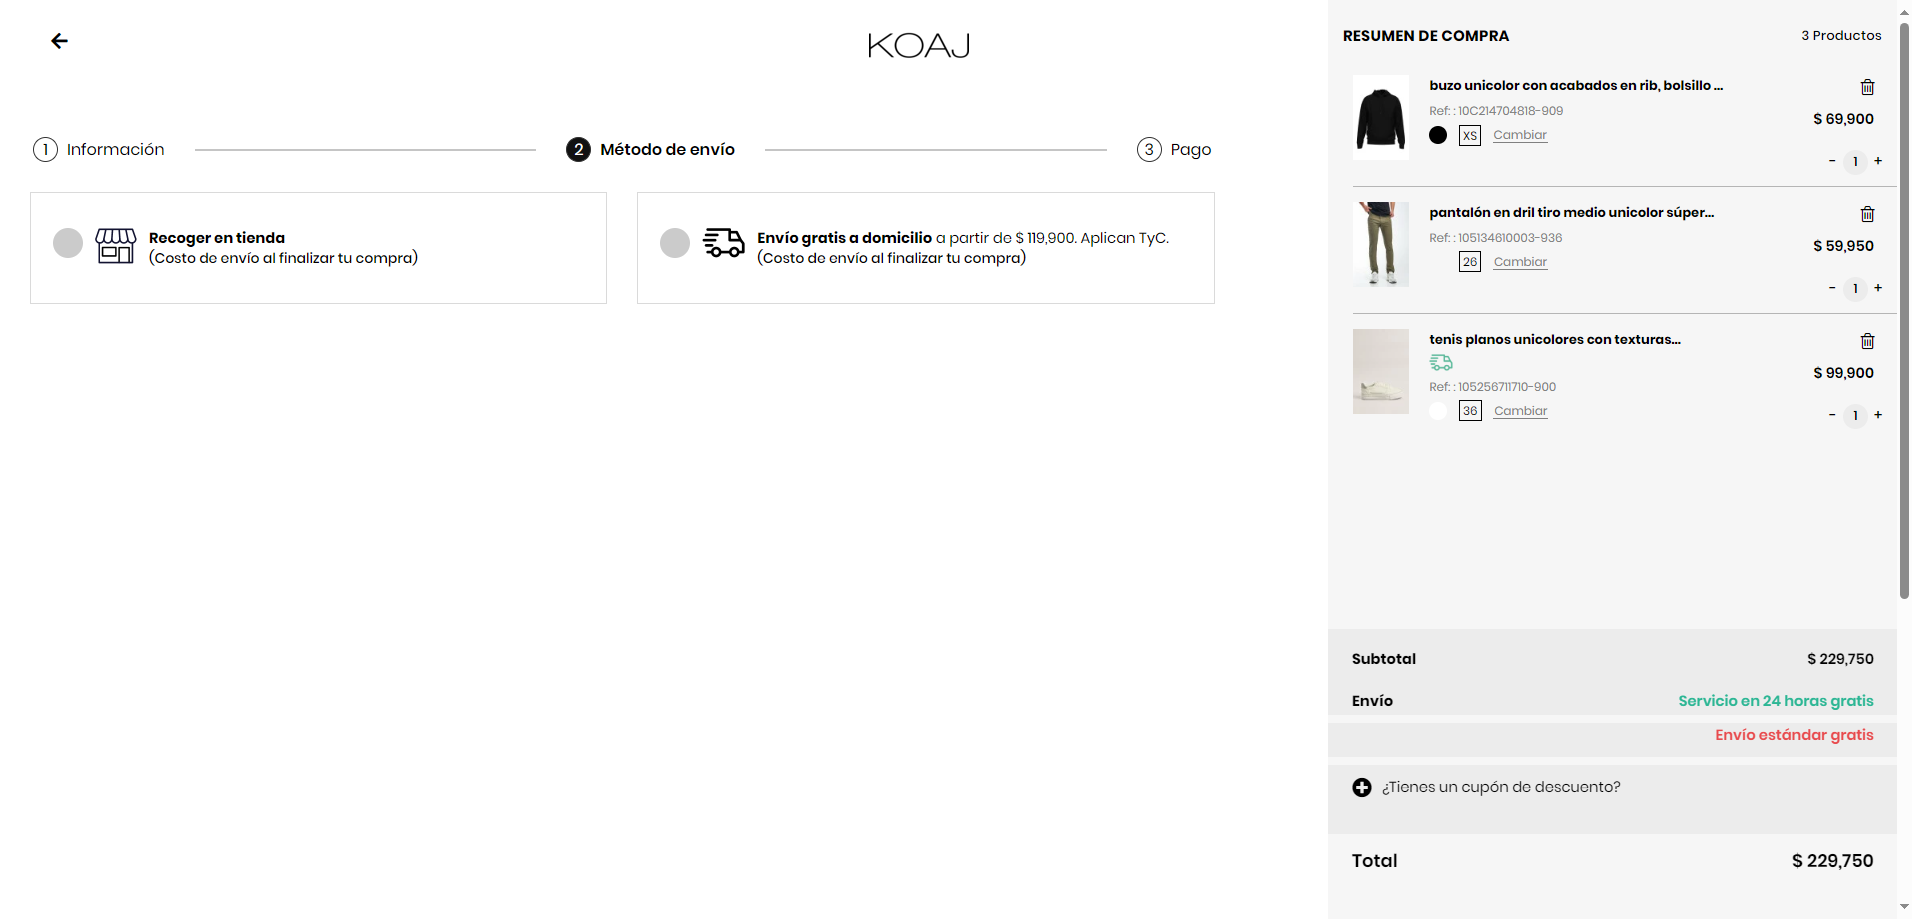 KOAJ
1 Información
2 Método de envío
3 Pago
Recoger en tienda
(Costo de envío al finalizar tu compra)
Envío gratis a domicilio a partir de $ 119,900. Aplican TyC.
(Costo de envío al finalizar tu compra)
RESUMEN DE COMPRA
3 Productos
buzo unicolor con acabados en rib, bolsillo ...
Ref: : 10C214704818-909
$ 69,900
XS Cambiar
- 1 +
pantalón en dril tiro medio unicolor súper...
Ref: : 105134610003-936
$ 59,950
26 Cambiar
- 1 +
tenis planos unicolores con texturas...
$ 99,900
Ref: : 105256711710-900
36 Cambiar
- 1 +
Subtotal $ 229,750
Envío Servicio en 24 horas gratis
Envío estándar gratis
¿Tienes un cupón de descuento?
Total $ 229,750